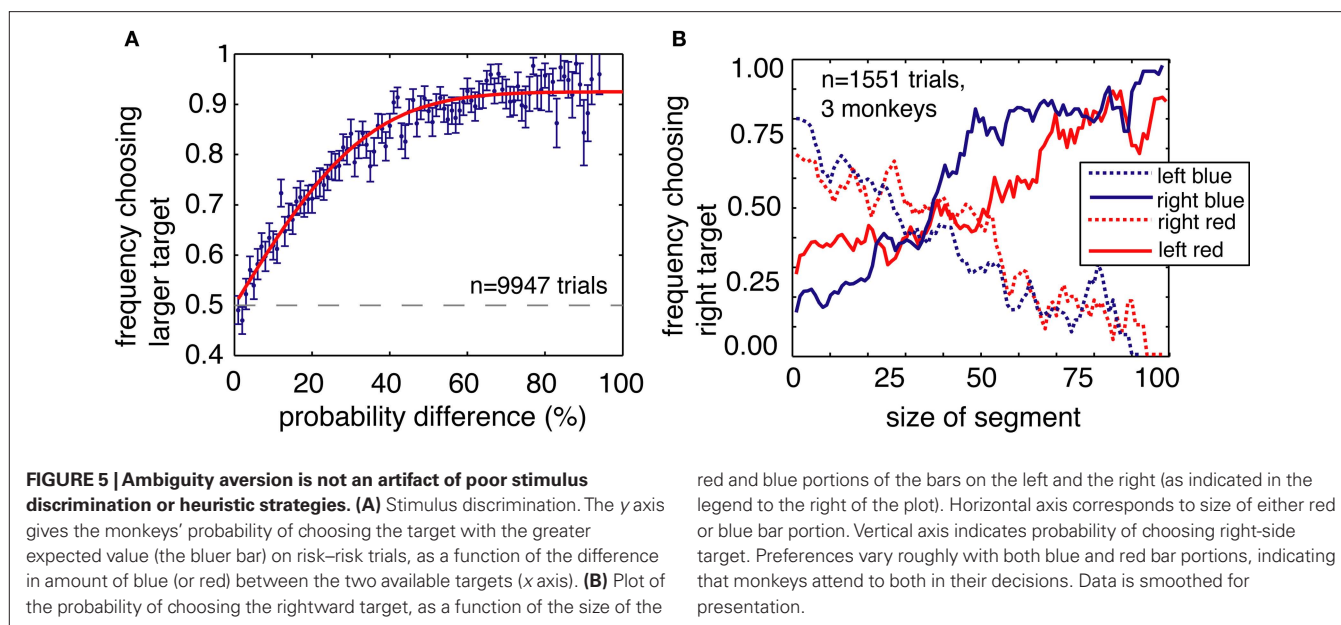 A
1
0.9
0.8
0.7
0.6
0.5
0.4
frequency choosing
larger target
n=9947 trials
0 20 40 60 80 100
probability difference (%)
B
1.00
0.75
0.50
0.25
0.00
frequency choosing
right target
n=1551 trials,
3 monkeys
left blue
right blue
right red
left red
0 25 50 75 100
size of segment
FIGURE 5 | Ambiguity aversion is not an artifact of poor stimulus
discrimination or heuristic strategies. (A) Stimulus discrimination. The y axis
gives the monkeys’ probability of choosing the target with the greater
expected value (the bluer bar) on risk–risk trials, as a function of the difference
in amount of blue (or red) between the two available targets (x axis). (B) Plot of
the probability of choosing the rightward target, as a function of the size of the
red and blue portions of the bars on the left and the right (as indicated in the
legend to the right of the plot). Horizontal axis corresponds to size of either red
or blue bar portion. Vertical axis indicates probability of choosing right-side
target. Preferences vary roughly with both blue and red bar portions, indicating
that monkeys attend to both in their decisions. Data is smoothed for
presentation.